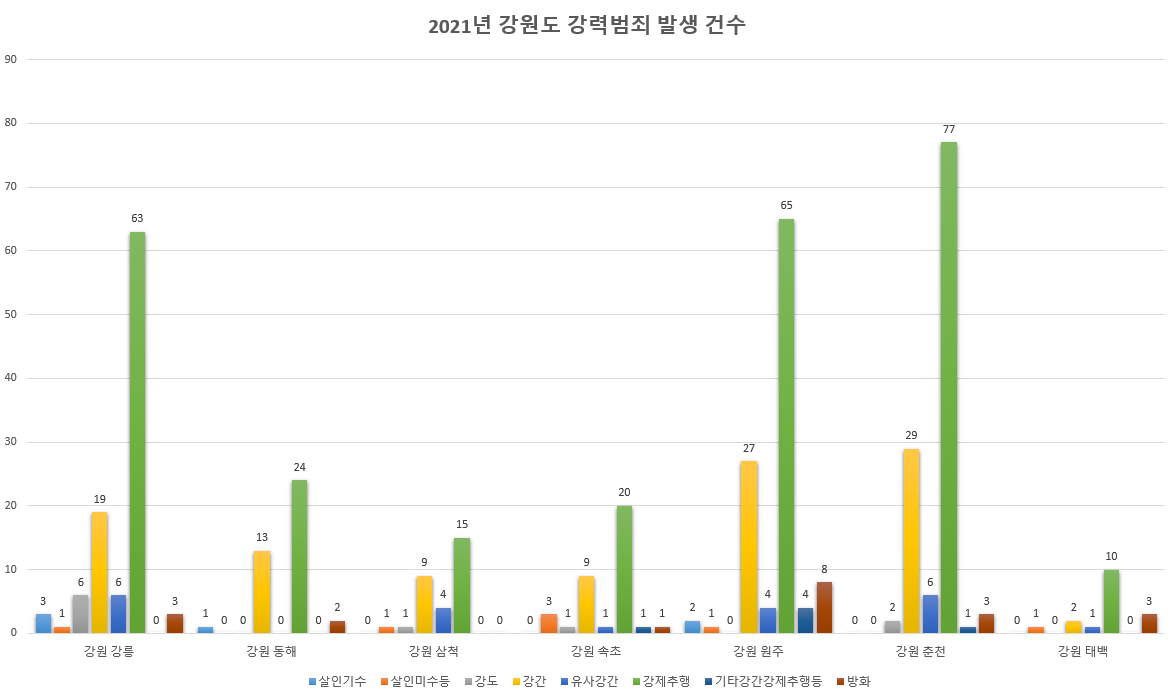 2021년 강원도 강력범죄 발생 건수
90
80
70
60
50
40
30
20
10
0
3 1 6 19 6 63 0 3
1 0 0 13 0 24 0 2
0 1 1 9 4 15 0 0
0 3 1 9 1 20 1 1
2 1 0 27 4 65 4 8
0 0 2 29 6 77 1 3
0 1 0 2 1 10 0 3
강원 강릉 강원 동해 강원 삼척 강원 속초 강원 원주 강원 춘천 강원 태백
살인기수 살인미수등 강도 강간 유사강간 강제추행 기타강간강제추행등 방화